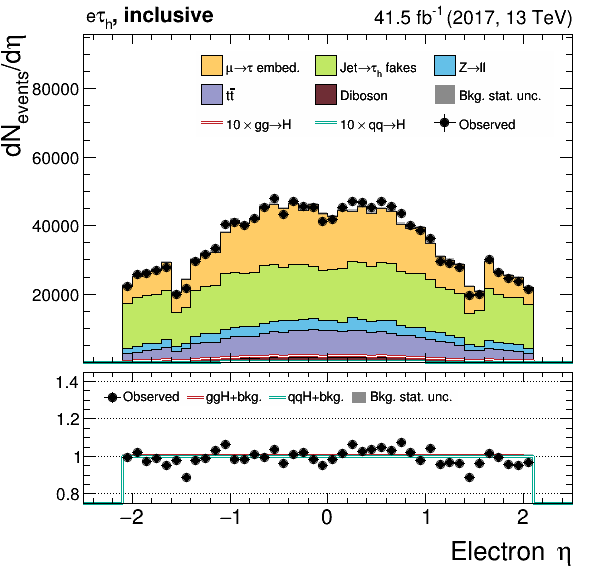 eτh, inclusive
41.5 fb-1 (2017, 13 TeV)
dNevents/dη
μ→τ embed.
Jet→τh fakes
Z→ll
tt̄
Diboson
Bkg. stat. unc.
10 × gg→H
10 × qq→H
Observed
80000
60000
40000
20000
1.4
1.2
1
0.8
Observed
ggH+bkg.
qqH+bkg.
Bkg. stat. unc.
−2
−1
0
1
2
Electron η